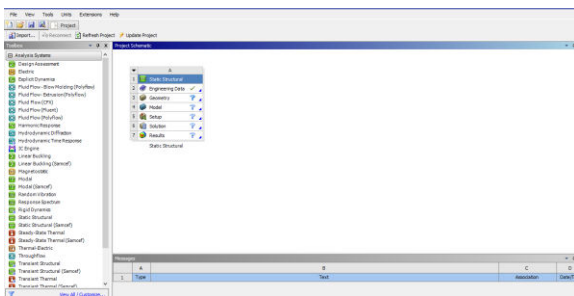 File View Tools Units Extensions Help
Project
Import... Reconnect Refresh Project Update Project
Toolbox
Project Schematic
Analysis Systems
Design Assessment
Electric
Explicit Dynamics
Fluid Flow - Blow Molding (Polyflow)
Fluid Flow - Extrusion (Polyflow)
Fluid Flow (CFX)
Fluid Flow (Fluent)
Fluid Flow (Polyflow)
Harmonic Response
Hydrodynamic Diffraction
Hydrodynamic Time Response
IC Engine
Linear Buckling
Linear Buckling (Samcef)
Magnetostatic
Modal
Modal (Samcef)
Random Vibration
Response Spectrum
Rigid Dynamics
Static Structural
Static Structural (Samcef)
Steady-State Thermal
Steady-State Thermal (Samcef)
Thermal-Electric
Throughflow
Transient Structural
Transient Structural (Samcef)
Transient Thermal
Transient Thermal (Samcef)
View All / Customize...
A
1 Static Structural
2 Engineering Data
3 Geometry
4 Model
5 Setup
6 Solution
7 Results
Static Structural
Messages
A B C D
1 Type Text Association Date/T